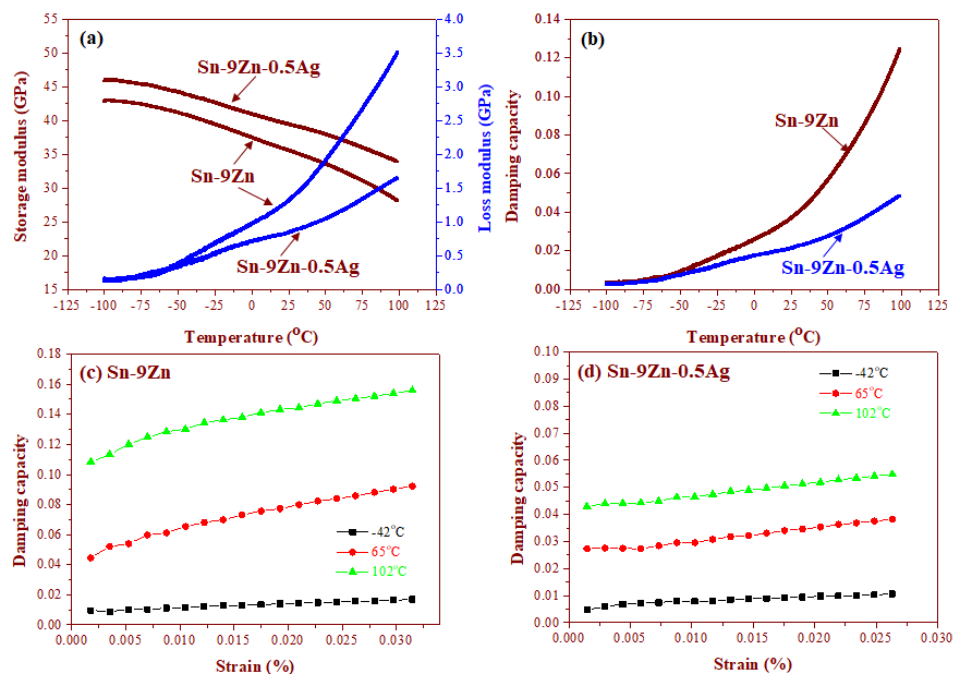 (a)
Storage modulus (GPa)
55
50
45
40
35
30
25
20
15
Sn-9Zn-0.5Ag
Sn-9Zn
Sn-9Zn-0.5Ag
4.0
3.5
3.0
2.5
2.0
1.5
1.0
0.5
0.0
Loss modulus (GPa)
-125 -100 -75 -50 -25 0 25 50 75 100 125
Temperature (°C)
(b)
Damping capacity
0.14
0.12
0.10
0.08
0.06
0.04
0.02
0.00
Sn-9Zn
Sn-9Zn-0.5Ag
-125 -100 -75 -50 -25 0 25 50 75 100 125
Temperature (°C)
(c) Sn-9Zn
Damping capacity
0.18
0.16
0.14
0.12
0.10
0.08
0.06
0.04
0.02
0.00
-42°C
65°C
102°C
0.000 0.005 0.010 0.015 0.020 0.025 0.030
Strain (%)
(d) Sn-9Zn-0.5Ag
Damping capacity
0.10
0.09
0.08
0.07
0.06
0.05
0.04
0.03
0.02
0.01
0.00
-42°C
65°C
102°C
0.000 0.005 0.010 0.015 0.020 0.025 0.030
Strain (%)